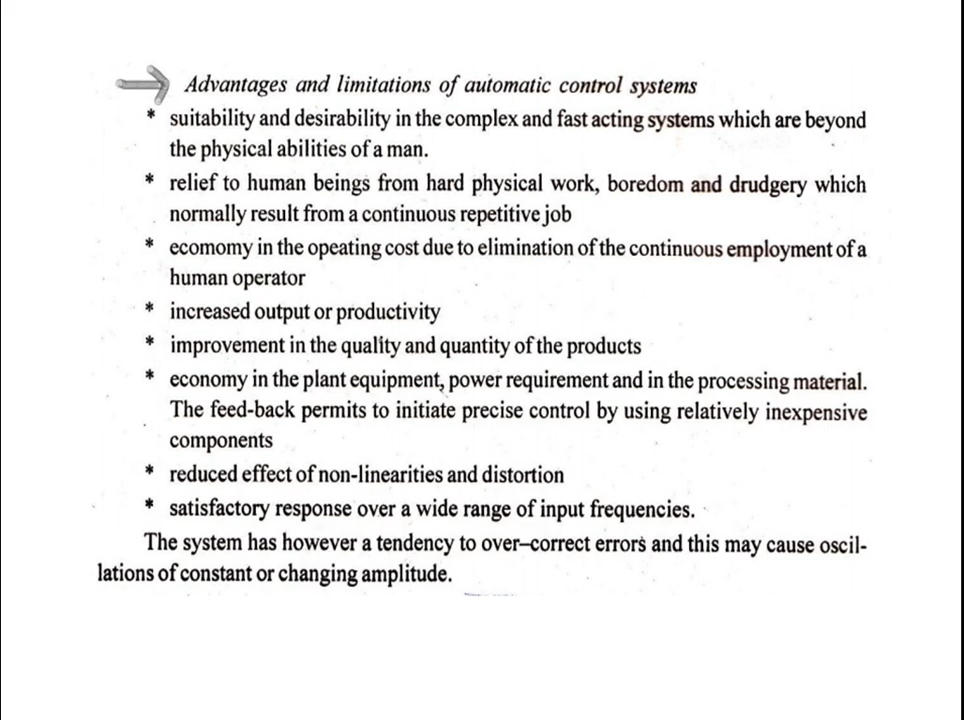 Advantages and limitations of automatic control systems
* suitability and desirability in the complex and fast acting systems which are beyond
the physical abilities of a man.
* relief to human beings from hard physical work, boredom and drudgery which
normally result from a continuous repetitive job
* ecomomy in the opeating cost due to elimination of the continuous employment of a
human operator
* increased output or productivity
* improvement in the quality and quantity of the products
* economy in the plant equipment, power requirement and in the processing material.
The feed-back permits to initiate precise control by using relatively inexpensive
components
* reduced effect of non-linearities and distortion
* satisfactory response over a wide range of input frequencies.
The system has however a tendency to over–correct errors and this may cause oscil-
lations of constant or changing amplitude.